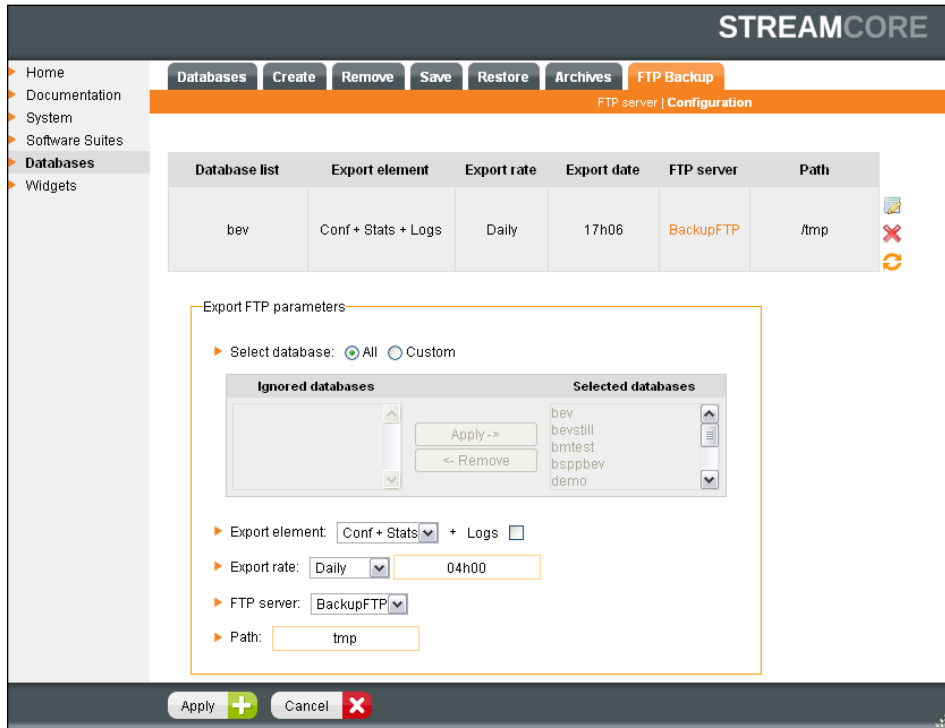 STREAMCORE
Home
Documentation
System
Software Suites
Databases
Widgets
Databases Create Remove Save Restore Archives FTP Backup
FTP server | Configuration
Database list Export element Export rate Export date FTP server Path
bev Conf + Stats + Logs Daily 17h06 BackupFTP /tmp
Export FTP parameters
Select database: All Custom
Ignored databases Selected databases
Apply ->
<- Remove
bev
bevstill
bmtest
bsppbev
demo
Export element: Conf + Stats + Logs
Export rate: Daily 04h00
FTP server: BackupFTP
Path: tmp
Apply Cancel